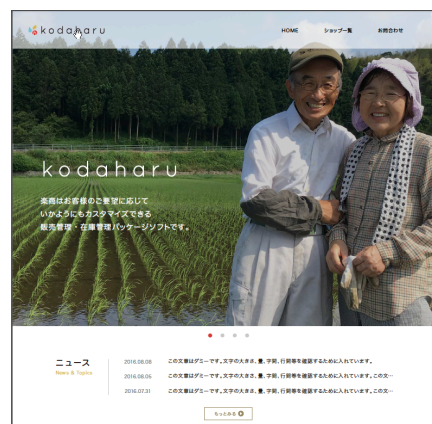 kodaharu
HOME ショップ一覧 お問合わせ
kodaharu
楽商はお客様のご要望に応じて
いかようにもカスタマイズできる
販売管理・在庫管理パッケージソフトです。
ニュース
News & Topics
2016.08.08 この文章はダミーです。文字の大きさ、量、字間、行間等を確認するために入れています。
2016.08.05 この文章はダミーです。文字の大きさ、量、字間、行間等を確認するために入れています。この文…
2016.07.31 この文章はダミーです。文字の大きさ、量、字間、行間等を確認するために入れています。この文…
もっとみる